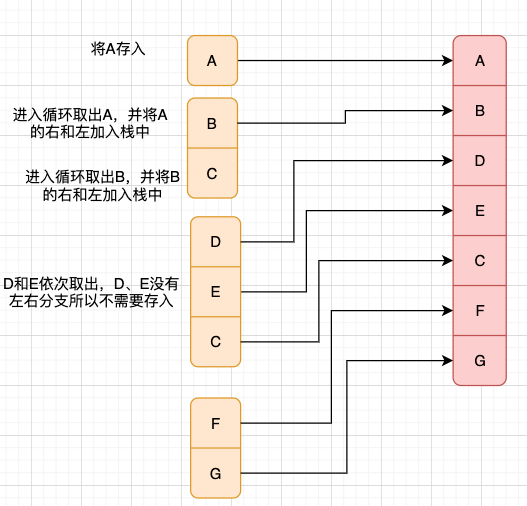 将A存入
A
进入循环取出A，并将A
的右和左加入栈中
B
C
进入循环取出B，并将B
的右和左加入栈中
D
E
C
D和E依次取出，D、E没有
左右分支所以不需要存入
F
G
A
B
D
E
C
F
G